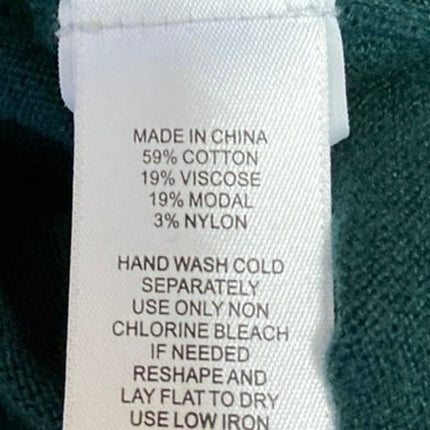 MADE IN CHINA
59% COTTON
19% VISCOSE
19% MODAL
3% NYLON
HAND WASH COLD
SEPARATELY
USE ONLY NON
CHLORINE BLEACH
IF NEEDED
RESHAPE AND
LAY FLAT TO DRY
USE LOW IRON